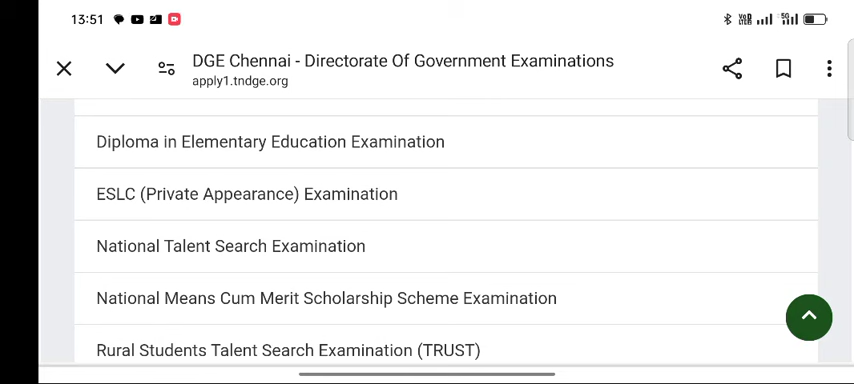 13:51
DGE Chennai - Directorate Of Government Examinations
apply1.tndge.org
Diploma in Elementary Education Examination
ESLC (Private Appearance) Examination
National Talent Search Examination
National Means Cum Merit Scholarship Scheme Examination
Rural Students Talent Search Examination (TRUST)